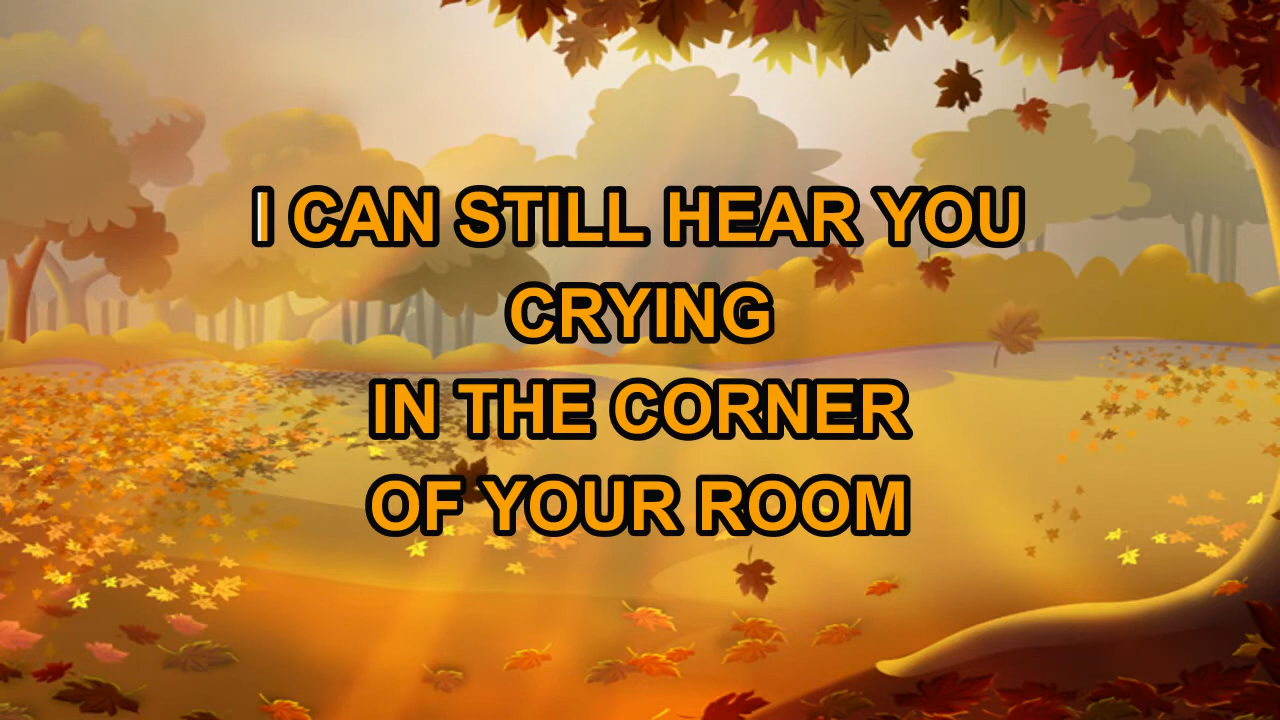 I CAN STILL HEAR YOU
CRYING
IN THE CORNER
OF YOUR ROOM